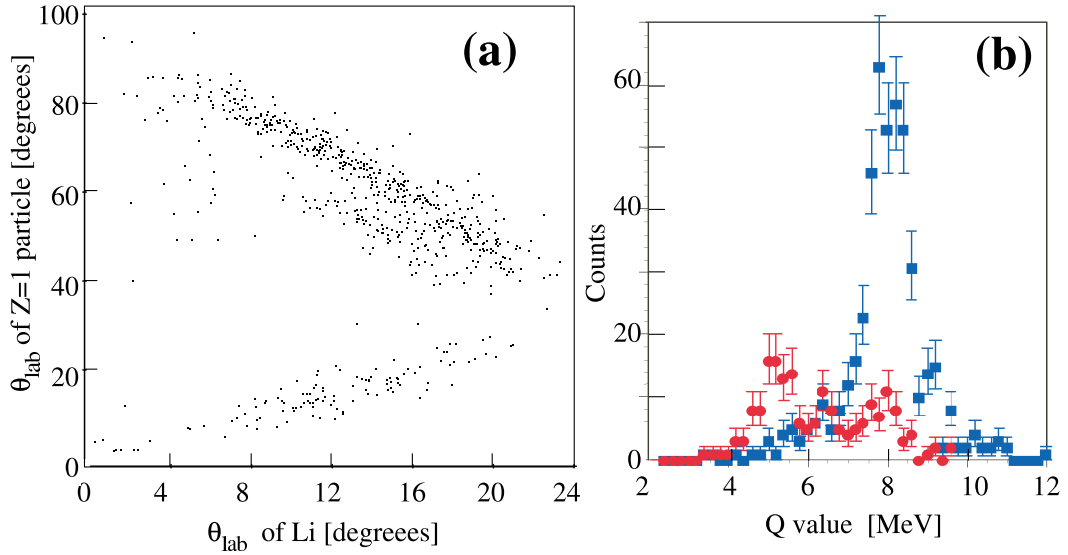 (a)
θlab of Z=1 particle [degreees]
100
80
60
40
20
0
0 4 8 12 16 20 24
θlab of Li [degreees]
(b)
Counts
60
40
20
0
2 4 6 8 10 12
Q value [MeV]